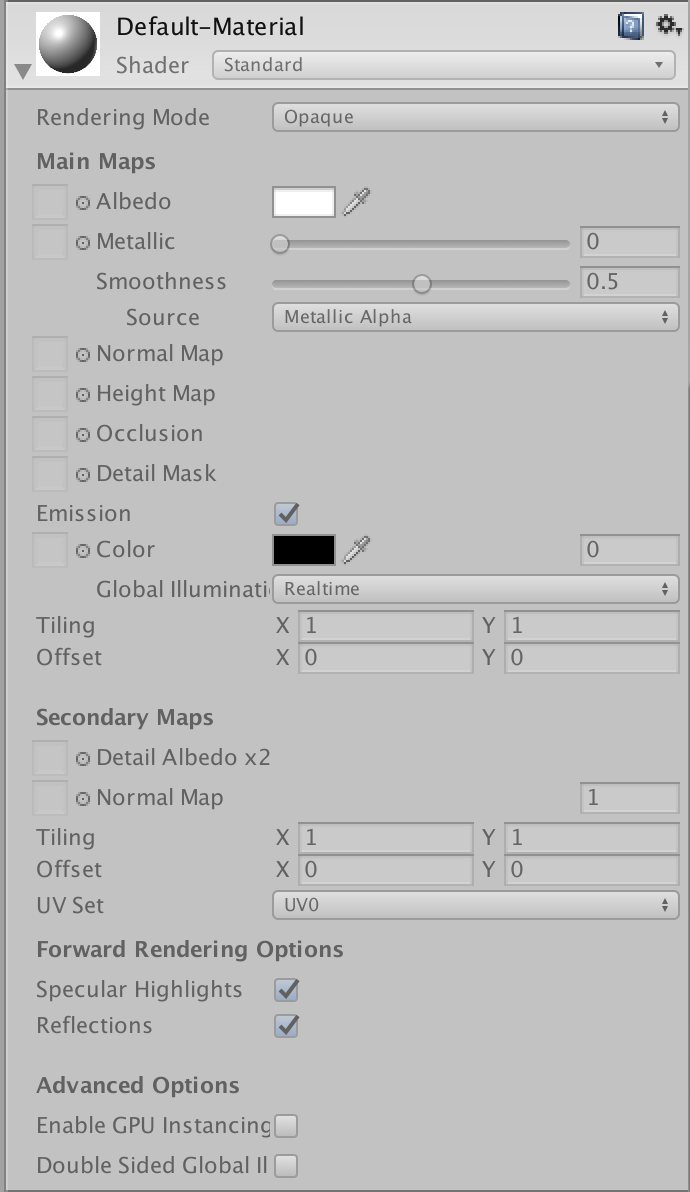 Default-Material
Shader Standard
Rendering Mode Opaque
Main Maps
Albedo
Metallic 0
Smoothness 0.5
Source Metallic Alpha
Normal Map
Height Map
Occlusion
Detail Mask
Emission
Color 0
Global Illuminati Realtime
Tiling X 1 Y 1
Offset X 0 Y 0
Secondary Maps
Detail Albedo x2
Normal Map 1
Tiling X 1 Y 1
Offset X 0 Y 0
UV Set UV0
Forward Rendering Options
Specular Highlights
Reflections
Advanced Options
Enable GPU Instancing
Double Sided Global Il